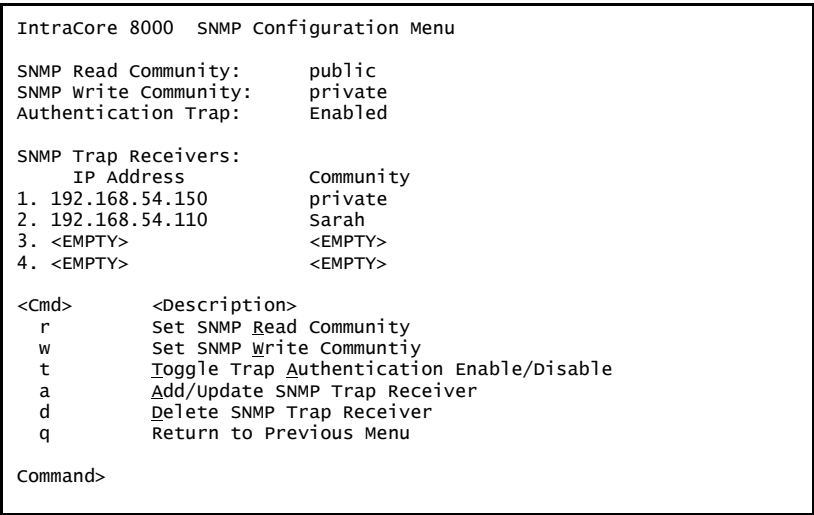 IntraCore 8000 SNMP Configuration Menu
SNMP Read Community: public
SNMP Write Community: private
Authentication Trap: Enabled
SNMP Trap Receivers:
IP Address Community
1. 192.168.54.150 private
2. 192.168.54.110 Sarah
3. <EMPTY> <EMPTY>
4. <EMPTY> <EMPTY>
<Cmd> <Description>
r Set SNMP Read Community
w Set SNMP Write Communtiy
t Toggle Trap Authentication Enable/Disable
a Add/Update SNMP Trap Receiver
d Delete SNMP Trap Receiver
q Return to Previous Menu
Command>